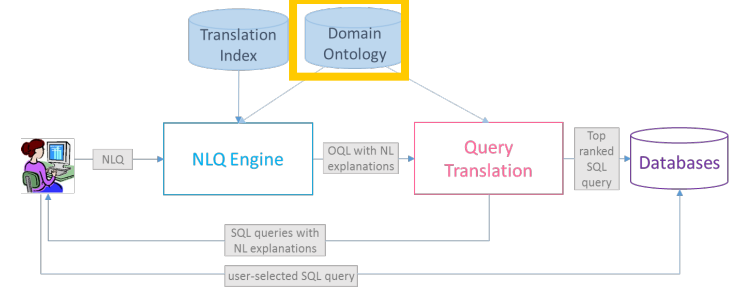 Translation
Index
Domain
Ontology
NLQ
NLQ Engine
OQL with NL
explanations
Query
Translation
Top
ranked
SQL
query
Databases
SQL queries with
NL explanations
user-selected SQL query